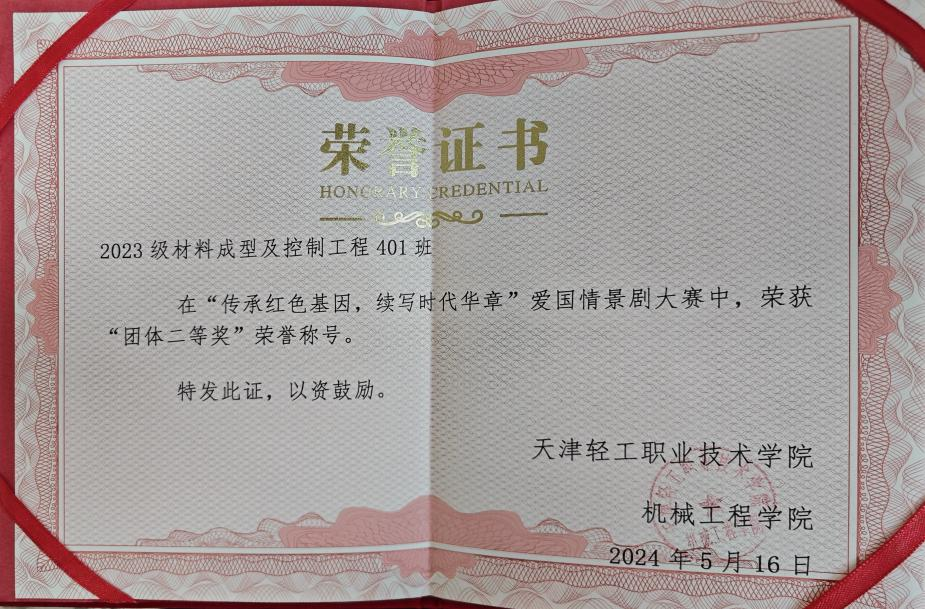 荣誉证书
HONORARY CREDENTIAL
2023 级材料成型及控制工程 401 班
在“传承红色基因，续写时代华章”爱国情景剧大赛中，荣获
“团体二等奖”荣誉称号。
特发此证，以资鼓励。
天津轻工职业技术学院
机械工程学院
2024 年 5 月 16 日